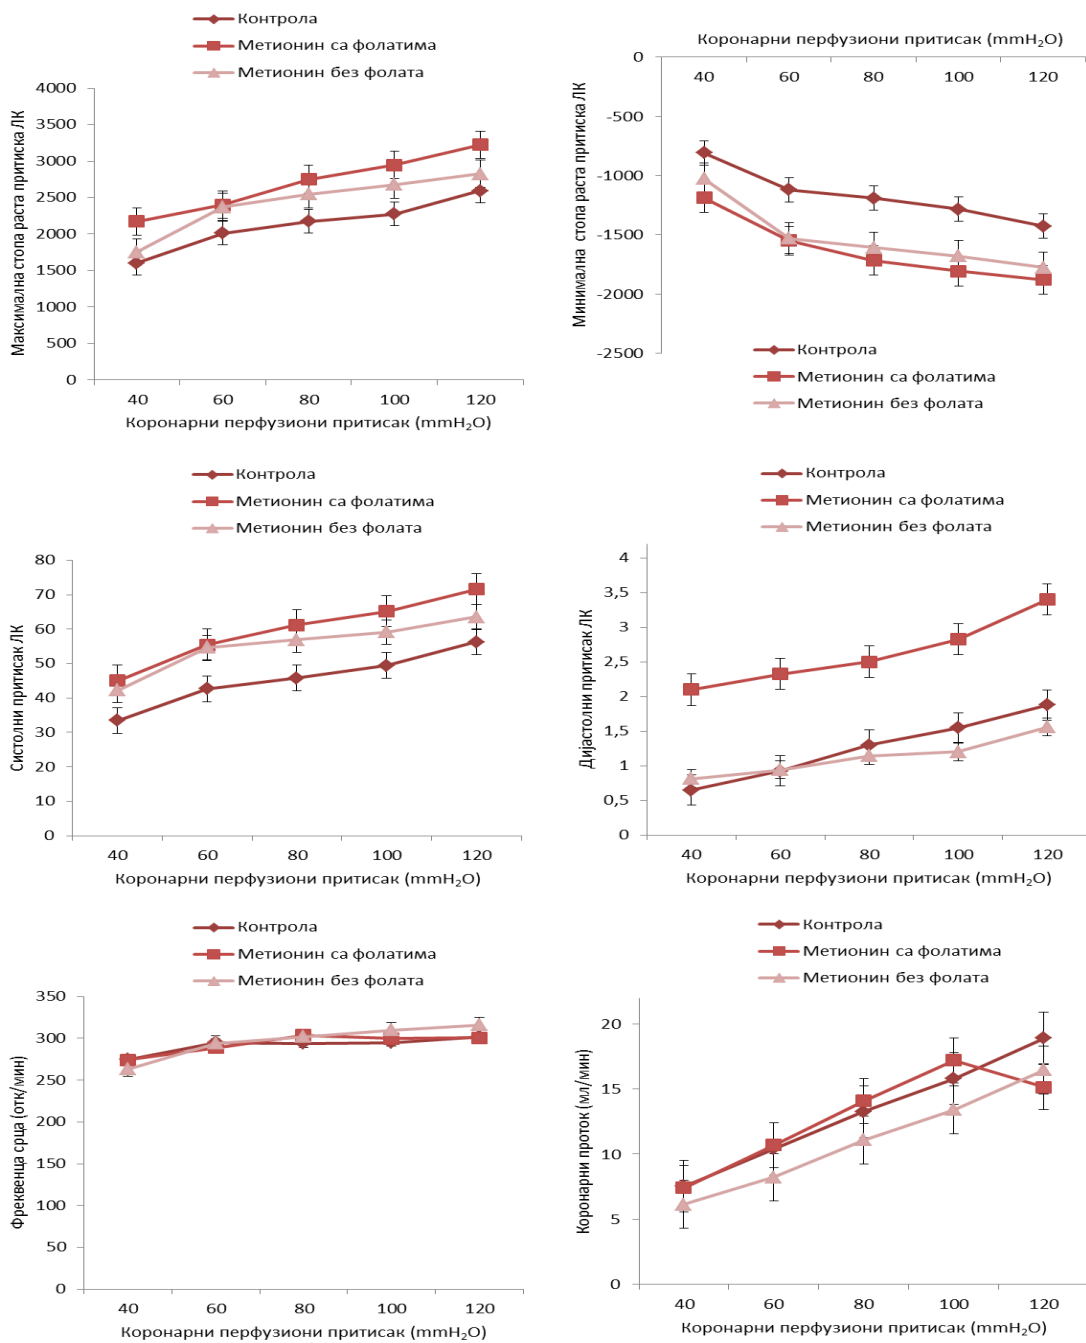 Контрола
Метионин са фолатима
Метионин без фолата
Максимална стопа раста притиска ЛК
4000
3500
3000
2500
2000
1500
1000
500
0
40 60 80 100 120
Коронарни перфузиони притисак (mmH₂O)
Коронарни перфузиони притисак (mmH₂O)
40 60 80 100 120
Минимална стопа раста притиска ЛК
0
-500
-1000
-1500
-2000
-2500
Контрола
Метионин са фолатима
Метионин без фолата
Контрола
Метионин са фолатима
Метионин без фолата
Систолни притисак ЛК
80
70
60
50
40
30
20
10
0
40 60 80 100 120
Коронарни перфузиони притисак (mmH₂O)
Контрола
Метионин са фолатима
Метионин без фолата
Дијастолни притисак ЛК
4
3,5
3
2,5
2
1,5
1
0,5
0
40 60 80 100 120
Коронарни перфузиони притисак (mmH₂O)
Контрола
Метионин са фолатима
Метионин без фолата
Фреквенца срца (отк/мин)
350
300
250
200
150
100
50
0
40 60 80 100 120
Коронарни перфузиони притисак (mmH₂O)
Контрола
Метионин са фолатима
Метионин без фолата
Коронарни проток (мл/мин)
20
15
10
5
0
40 60 80 100 120
Коронарни перфузиони притисак (mmH₂O)